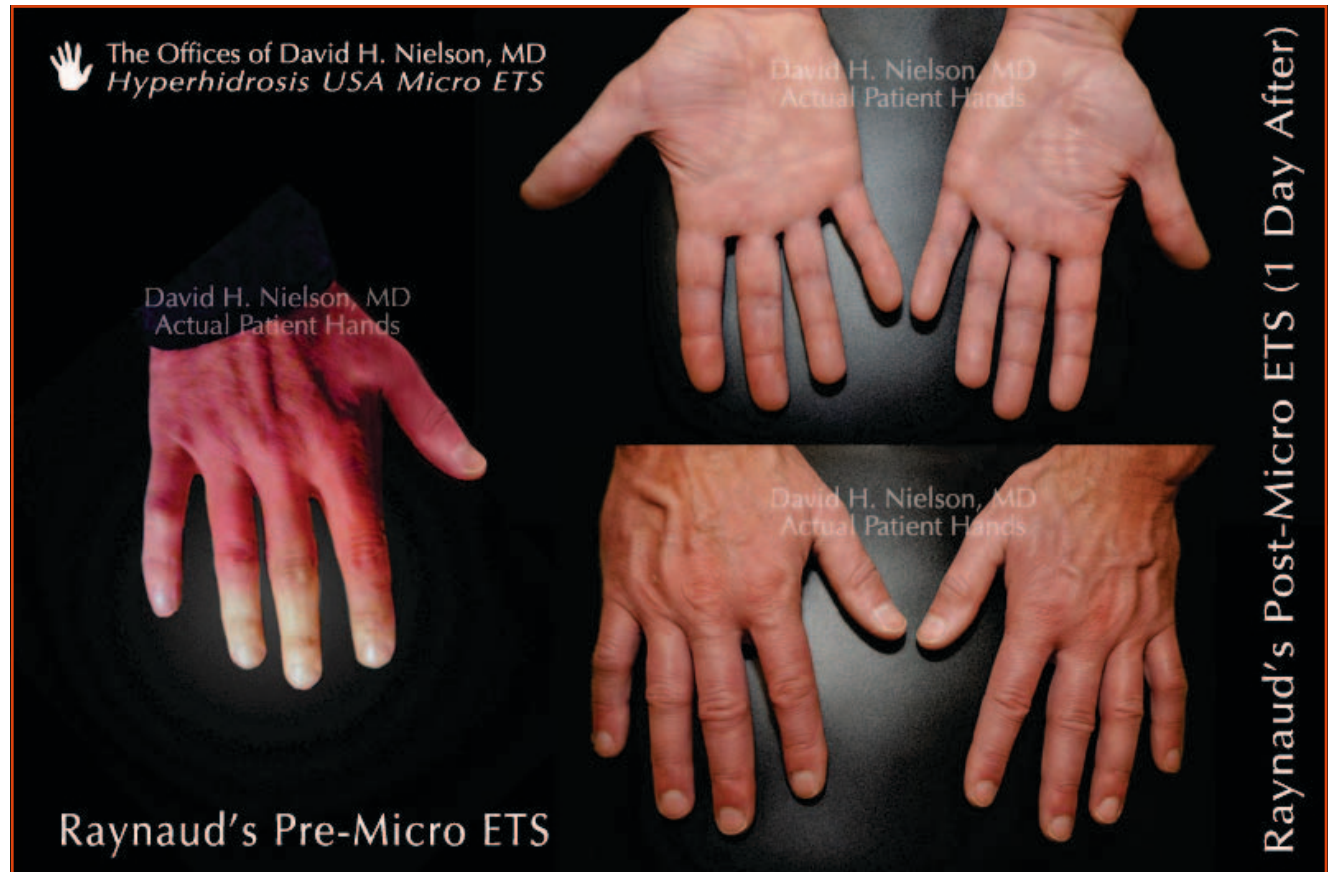 The Offices of David H. Nielson, MD
Hyperhidrosis USA Micro ETS
David H. Nielson, MD
Actual Patient Hands
David H. Nielson, MD
Actual Patient Hands
David H. Nielson, MD
Actual Patient Hands
Raynaud's Pre-Micro ETS
Raynaud's Post-Micro ETS (1 Day After)